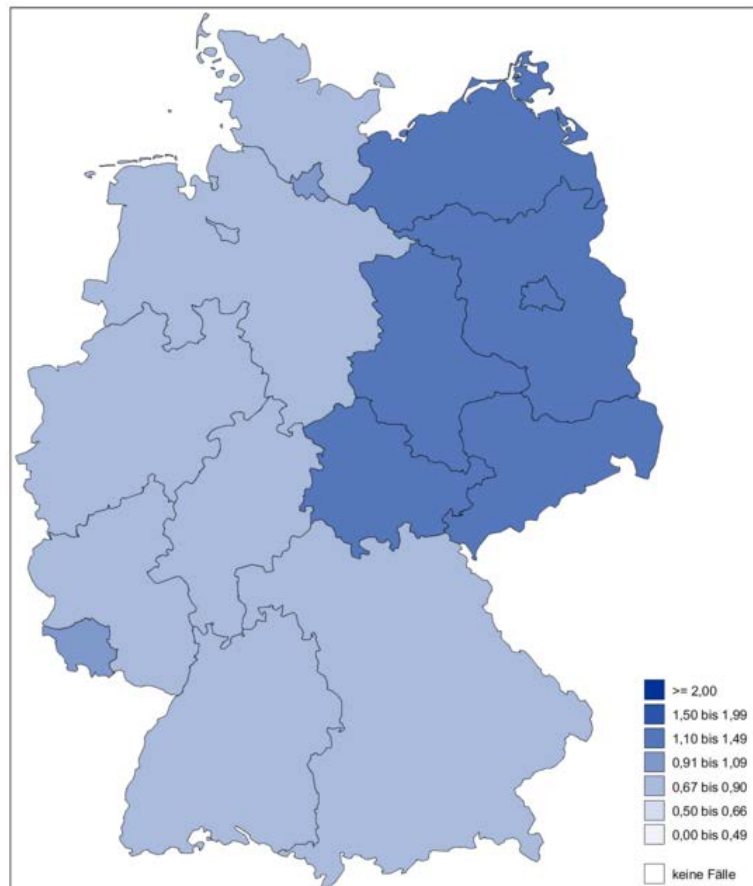 >= 2,00
1,50 bis 1,99
1,10 bis 1,49
0,91 bis 1,09
0,67 bis 0,90
0,50 bis 0,66
0,00 bis 0,49
keine Fälle